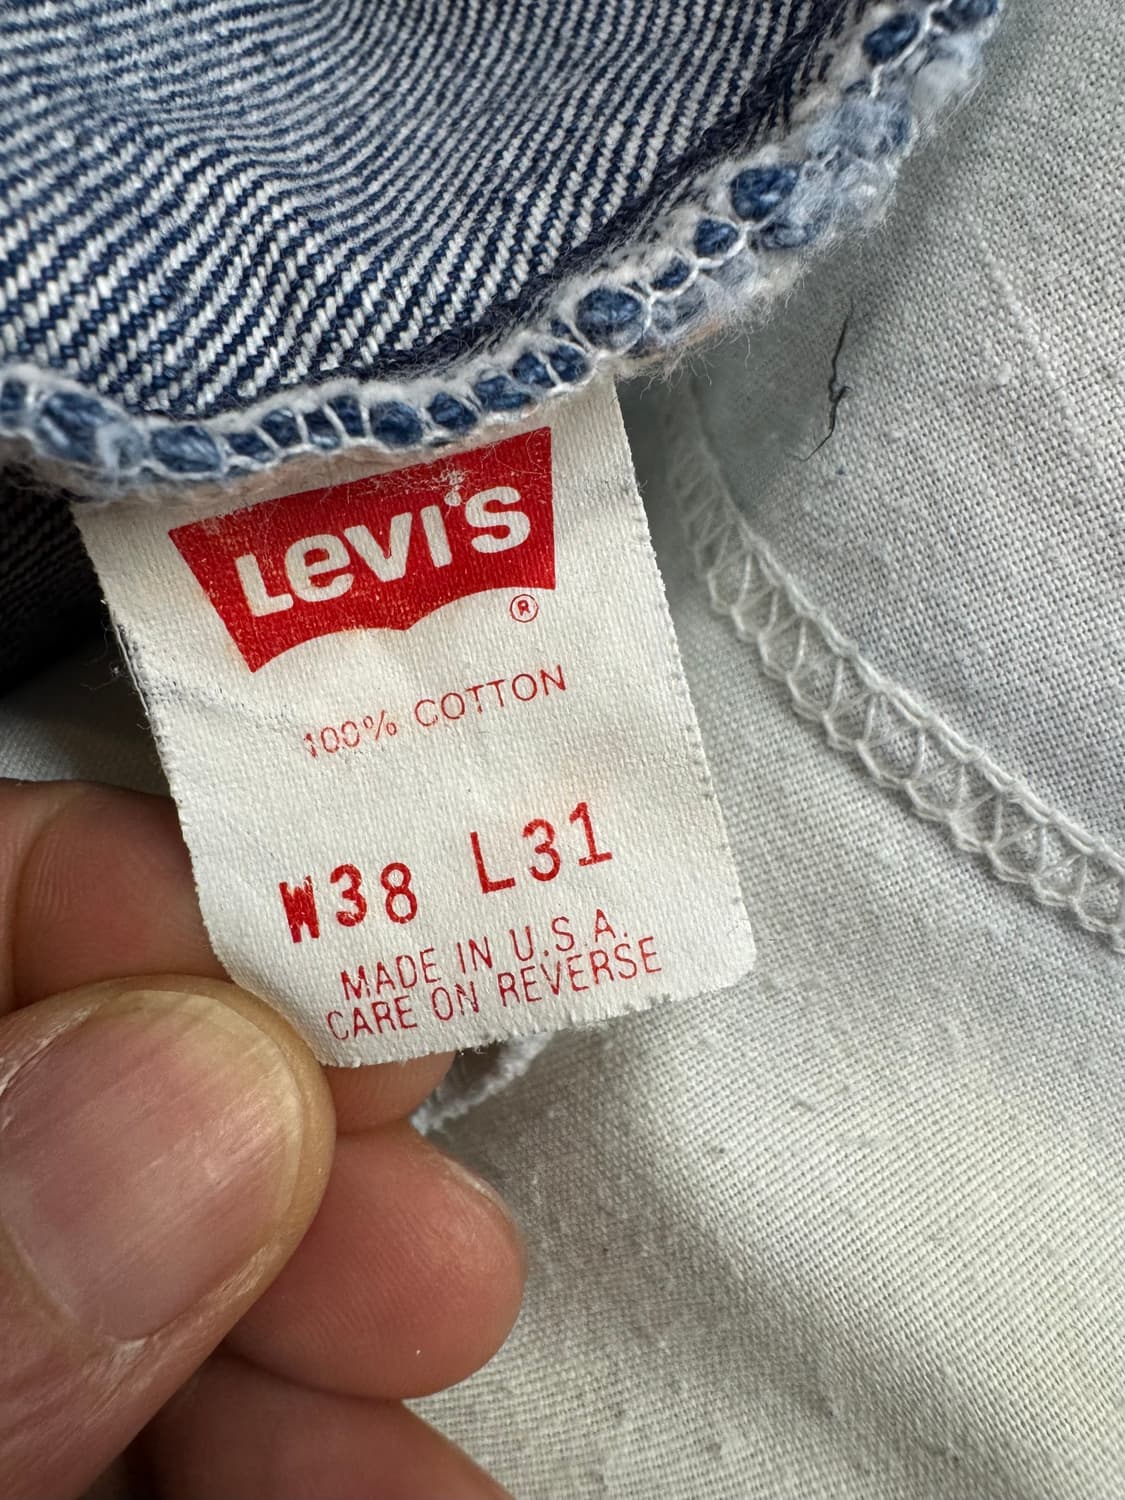 Levi's ®
100% COTTON
W38 L31
MADE IN U.S.A.
CARE ON REVERSE